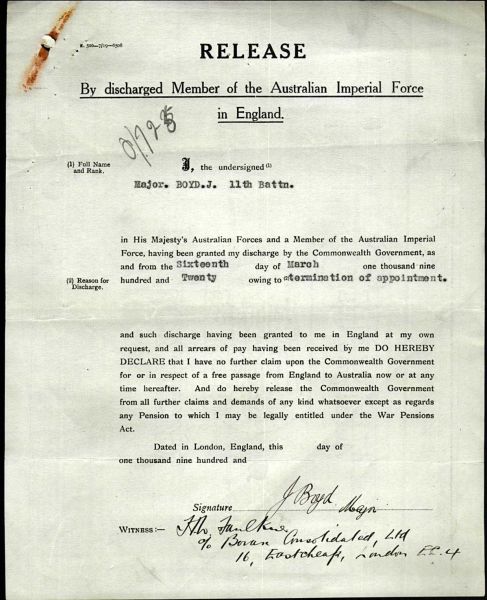 RELEASE
By discharged Member of the Australian Imperial Force
in England.
(1) Full Name
and Rank.
I, the undersigned (1)
Major. BOYD.J. 11th Battn.
in His Majesty's Australian Forces and a Member of the Australian Imperial
Force, having been granted my discharge by the Commonwealth Government, as
and from the Sixteenth day of March one thousand nine
(2) Reason for
Discharge.
hundred and Twenty owing to termination of appointment.
and such discharge having been granted to me in England at my own
request, and all arrears of pay having been received by me DO HEREBY
DECLARE that I have no further claim upon the Commonwealth Government
for or in respect of a free passage from England to Australia now or at any
time hereafter. And do hereby release the Commonwealth Government
from all further claims and demands of any kind whatsoever except as regards
any Pension to which I may be legally entitled under the War Pensions
Act.
Dated in London, England, this day of
one thousand nine hundred and
Signature J Boyd Major
WITNESS:— Faulkner
c/o Bovan Consolidated, Ltd
16, Eastcheap, London E.C.4